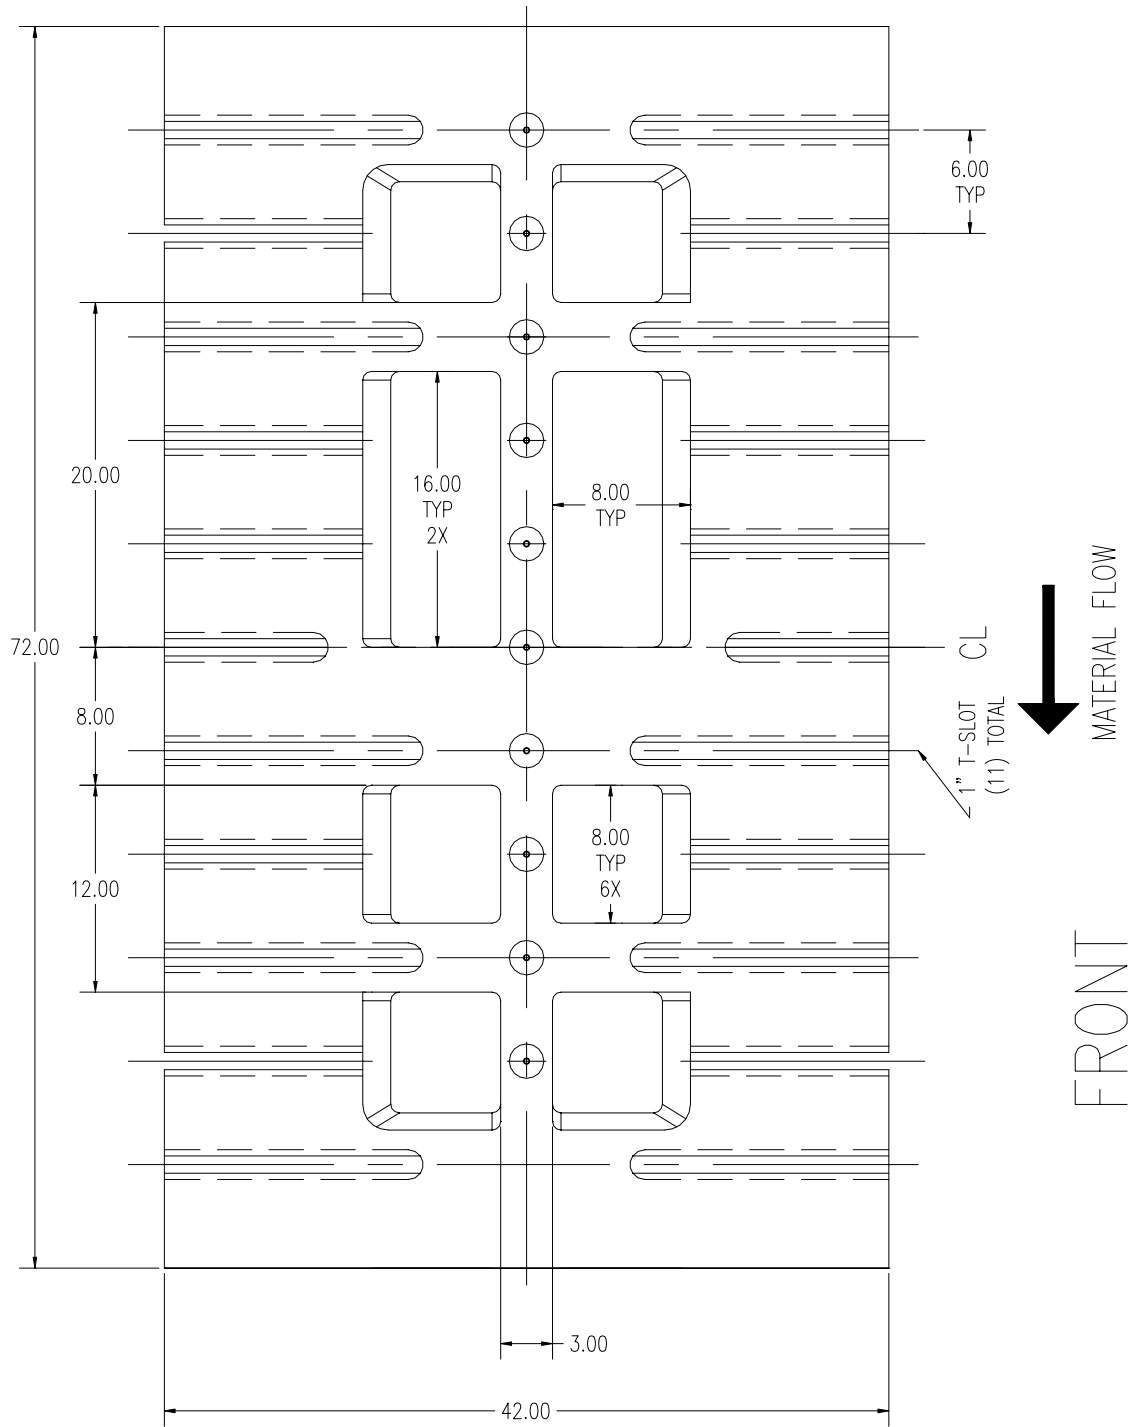 6.00
TYP
20.00
16.00
TYP
2X
8.00
TYP
72.00
CL
MATERIAL FLOW
8.00
1" T-SLOT
(11) TOTAL
12.00
8.00
TYP
6X
FRONT
3.00
42.00